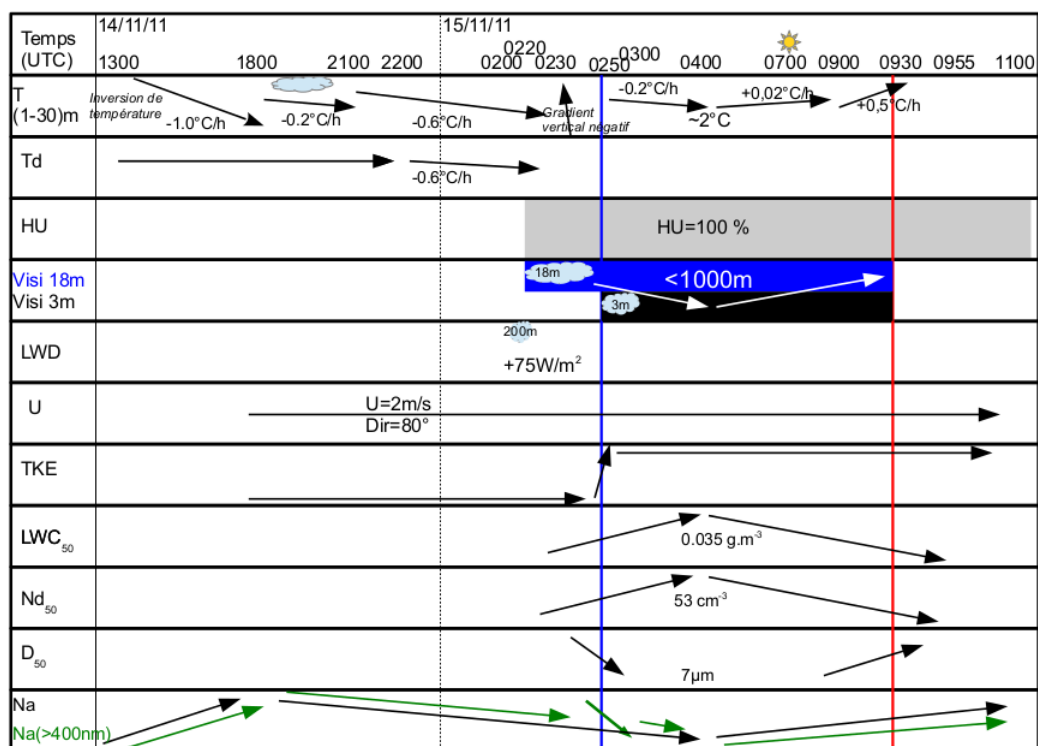 14/11/11 15/11/11
Temps
(UTC)
0220 0300
1300 1800 2100 2200 0200 0230 0250 0400 0700 0900 0930 0955 1100
T
(1-30)m
Inversion de
température
-1.0°C/h
-0.2°C/h
-0.6°C/h
Gradient
vertical négatif
-0.2°C/h
~2°C
+0,02°C/h
+0,5°C/h
Td
-0.6°C/h
HU
HU=100 %
Visi 18m
Visi 3m
18m
<1000m
3m
LWD
200m
+75W/m²
U
U=2m/s
Dir=80°
TKE
LWC₅₀
0.035 g.m⁻³
Nd₅₀
53 cm⁻³
D₅₀
7µm
Na
Na(>400nm)